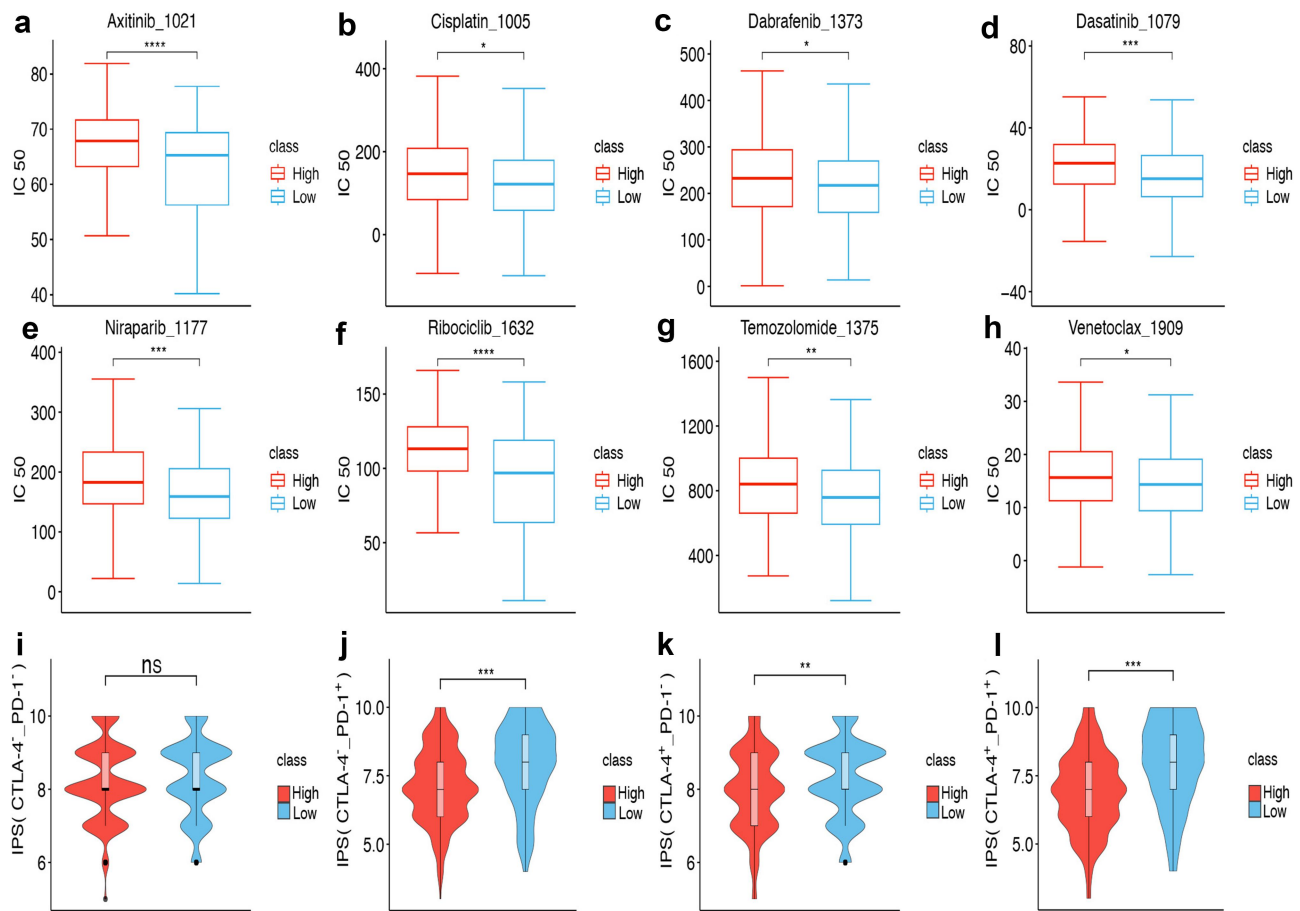 a
Axitinib_1021
****
80
70
60
50
40
IC 50
class
High
Low
b
Cisplatin_1005
*
400
200
0
IC 50
class
High
Low
c
Dabrafenib_1373
*
500
400
300
200
100
0
IC 50
class
High
Low
d
Dasatinib_1079
***
80
40
0
−40
IC 50
class
High
Low
e
Niraparib_1177
***
400
300
200
100
0
IC 50
class
High
Low
f
Ribociclib_1632
****
150
100
50
IC 50
class
High
Low
g
Temozolomide_1375
**
1600
1200
800
400
IC 50
class
High
Low
h
Venetoclax_1909
*
40
30
20
10
0
IC 50
class
High
Low
i
ns
10
8
6
IPS( CTLA-4⁻_PD-1⁻)
class
High
Low
j
***
10.0
7.5
5.0
IPS( CTLA-4⁻_PD-1⁺)
class
High
Low
k
**
10
8
6
IPS( CTLA-4⁺_PD-1⁻)
class
High
Low
l
***
10.0
7.5
5.0
IPS( CTLA-4⁺_PD-1⁺)
class
High
Low